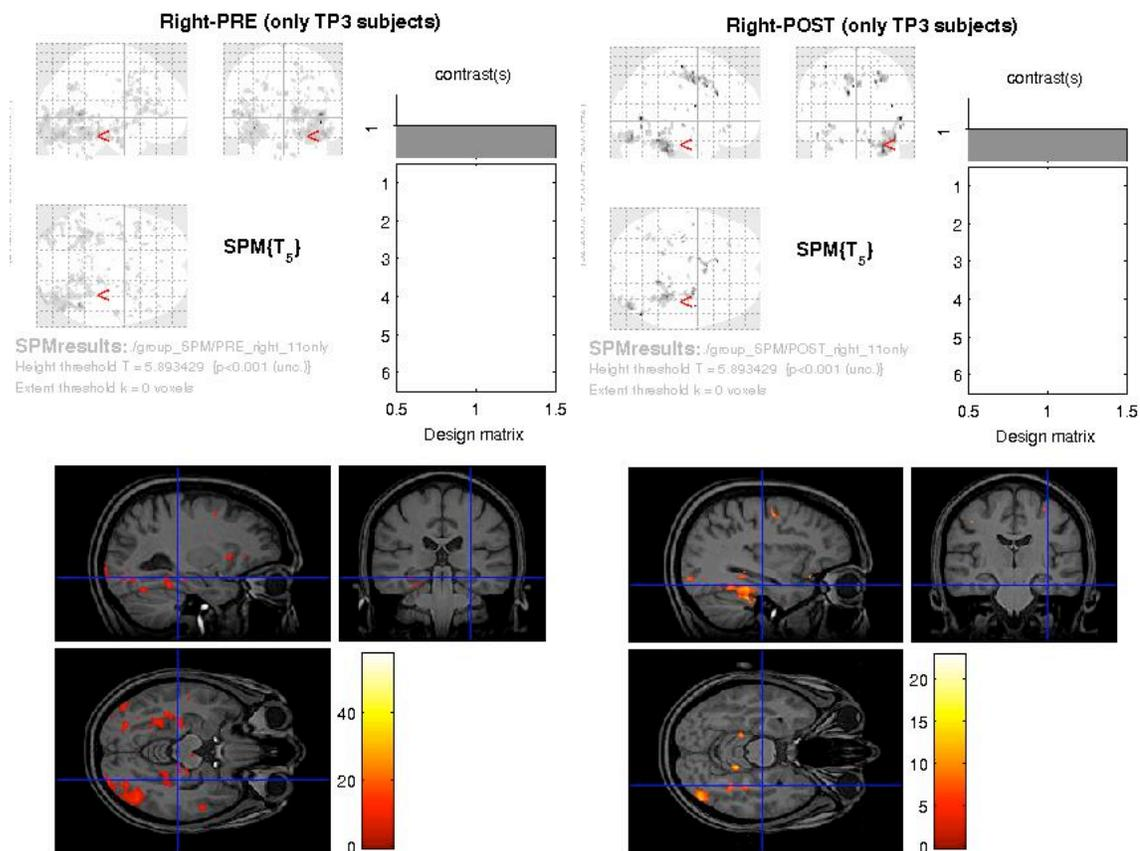 Right-PRE (only TP3 subjects)
contrast(s)
1
SPM{T5}
1
2
3
4
5
6
0.5 1 1.5
Design matrix
SPMresults: ./group_SPM/PRE_right_11only
Height threshold T = 5.893429 {p<0.001 (unc.)}
Extent threshold k = 0 voxels
40
20
0
Right-POST (only TP3 subjects)
contrast(s)
1
SPM{T5}
1
2
3
4
5
6
0.5 1 1.5
Design matrix
SPMresults: ./group_SPM/POST_right_11only
Height threshold T = 5.893429 {p<0.001 (unc.)}
Extent threshold k = 0 voxels
20
15
10
5
0